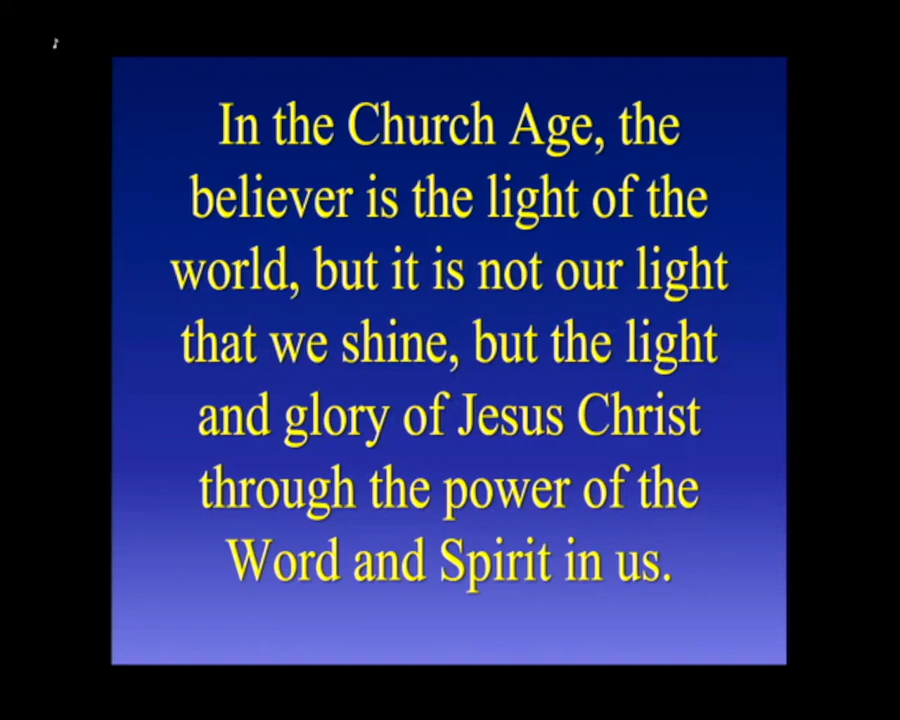 In the Church Age, the
believer is the light of the
world, but it is not our light
that we shine, but the light
and glory of Jesus Christ
through the power of the
Word and Spirit in us.